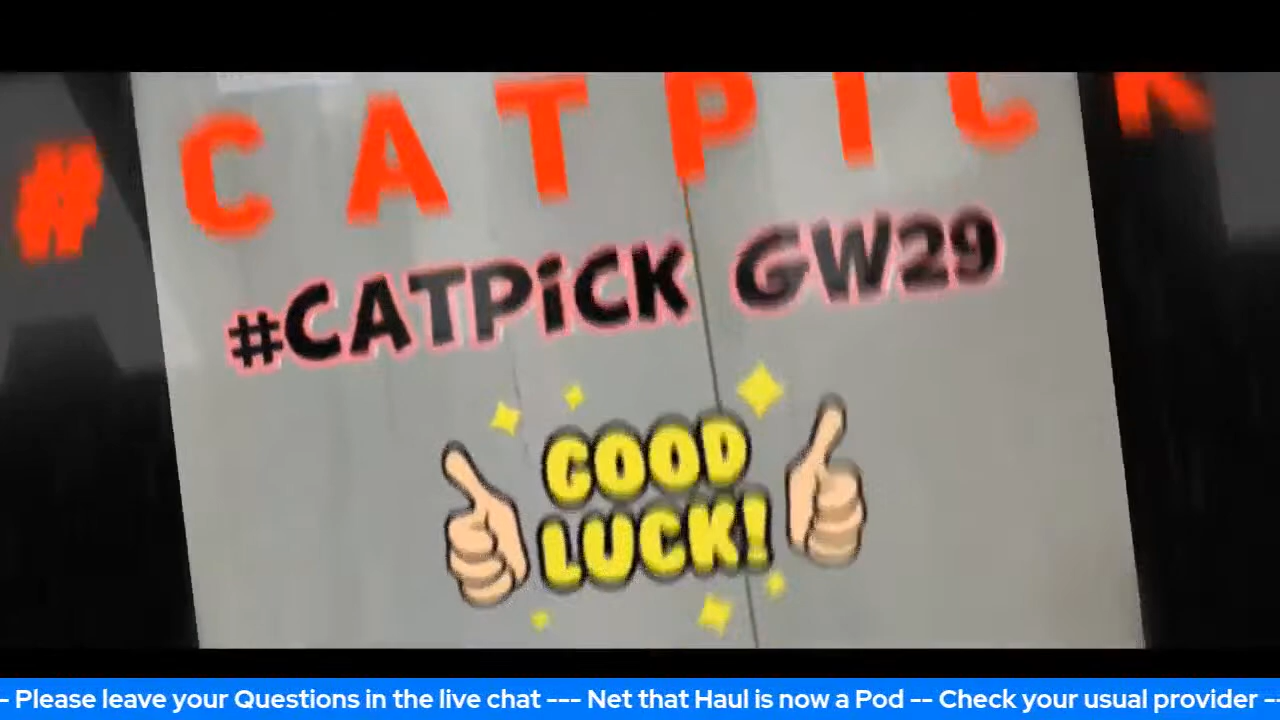 #CATPICK
#CATPiCK GW29
GOOD
LUCK!
- Please leave your Questions in the live chat --- Net that Haul is now a Pod -- Check your usual provider --